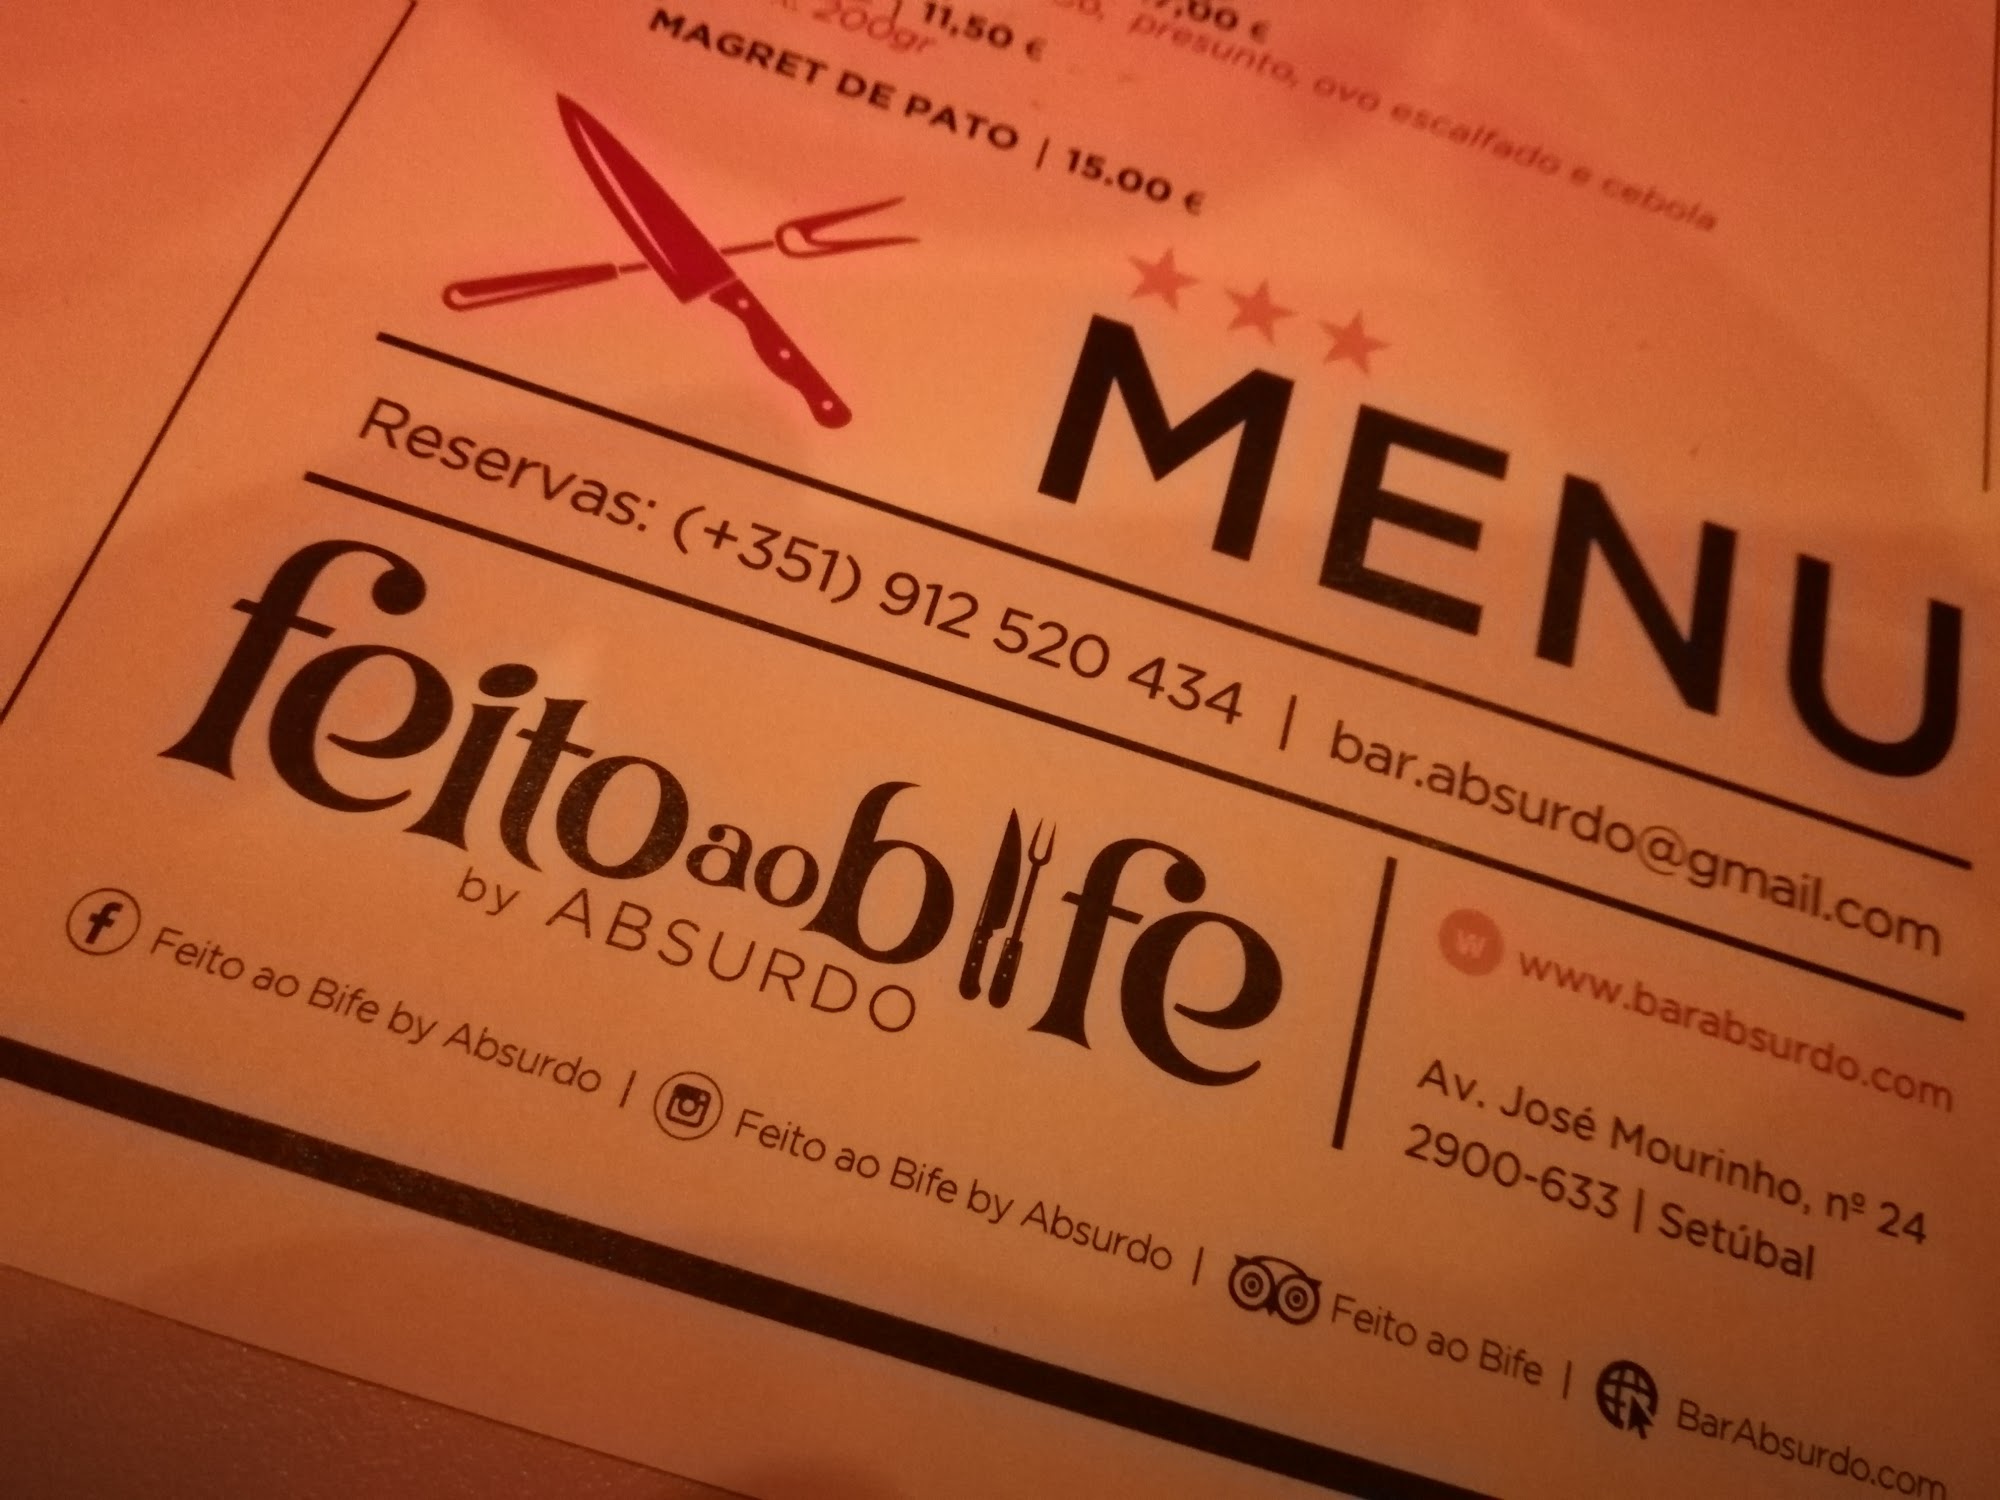 200gr
11,50 €
MAGRET DE PATO | 15.00 €
presunto, ovo escalfado e cebola
MENU
Reservas: (+351) 912 520 434 | bar.absurdo@gmail.com
feito ao bife
by ABSURDO
w www.barabsurdo.com
Av. José Mourinho, nº 24
2900-633 | Setúbal
f Feito ao Bife by Absurdo | Feito ao Bife by Absurdo | Feito ao Bife | BarAbsurdo.com